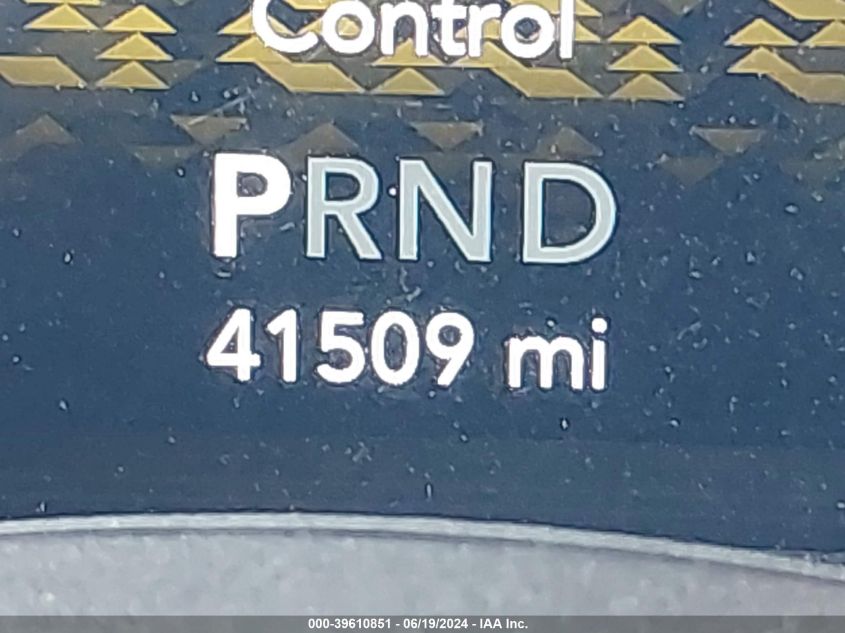 Control
PRND
41509 mi
000-39610851 - 06/19/2024 - IAA Inc.